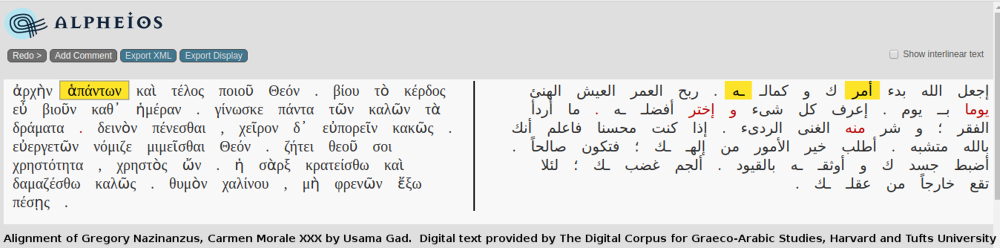 ALPHEIOS
Redo > Add Comment Export XML Export Display
Show interlinear text
ἀρχὴν ἁπάντων καὶ τέλος ποιοῦ Θεόν . βίου τὸ κέρδος
εὖ βιοῦν καθ᾽ ἡμέραν . γίνωσκε πάντα τῶν καλῶν τὰ
δράματα . δεινὸν πένεσθαι , χεῖρον δ᾽ εὐπορεῖν κακῶς .
εὐεργετῶν νόμιζε μιμεῖσθαι Θεόν . ζήτει θεοῦ σοι
χρηστότητα , χρηστὸς ὤν . ἡ σὰρξ κρατείσθω καὶ
δαμαζέσθω καλῶς . θυμὸν χαλίνου , μὴ φρενῶν ἔξω
πέσῃς .
إجعل الله بدء أمر ك و كمالـ ـه . ربح العمر العيش الهنئ
يوما بــ يوم . إعرف كل شىء و إختر أفضلـ ـه . ما أردأ
الفقر ؛ و شر منه الغنى الردىء . إذا كنت محسنا فاعلم أنك
بالله متشبه . أطلب خير الأمور من إلهـ ـك ؛ فتكون صالحاً .
أضبط جسد ك و أوثقـ ـه بالقيود . ألجم غضب ـك ؛ لئلا
تقع خارجاً من عقلـ ـك .
Alignment of Gregory Nazinanzus, Carmen Morale XXX by Usama Gad. Digital text provided by The Digital Corpus for Graeco-Arabic Studies, Harvard and Tufts University